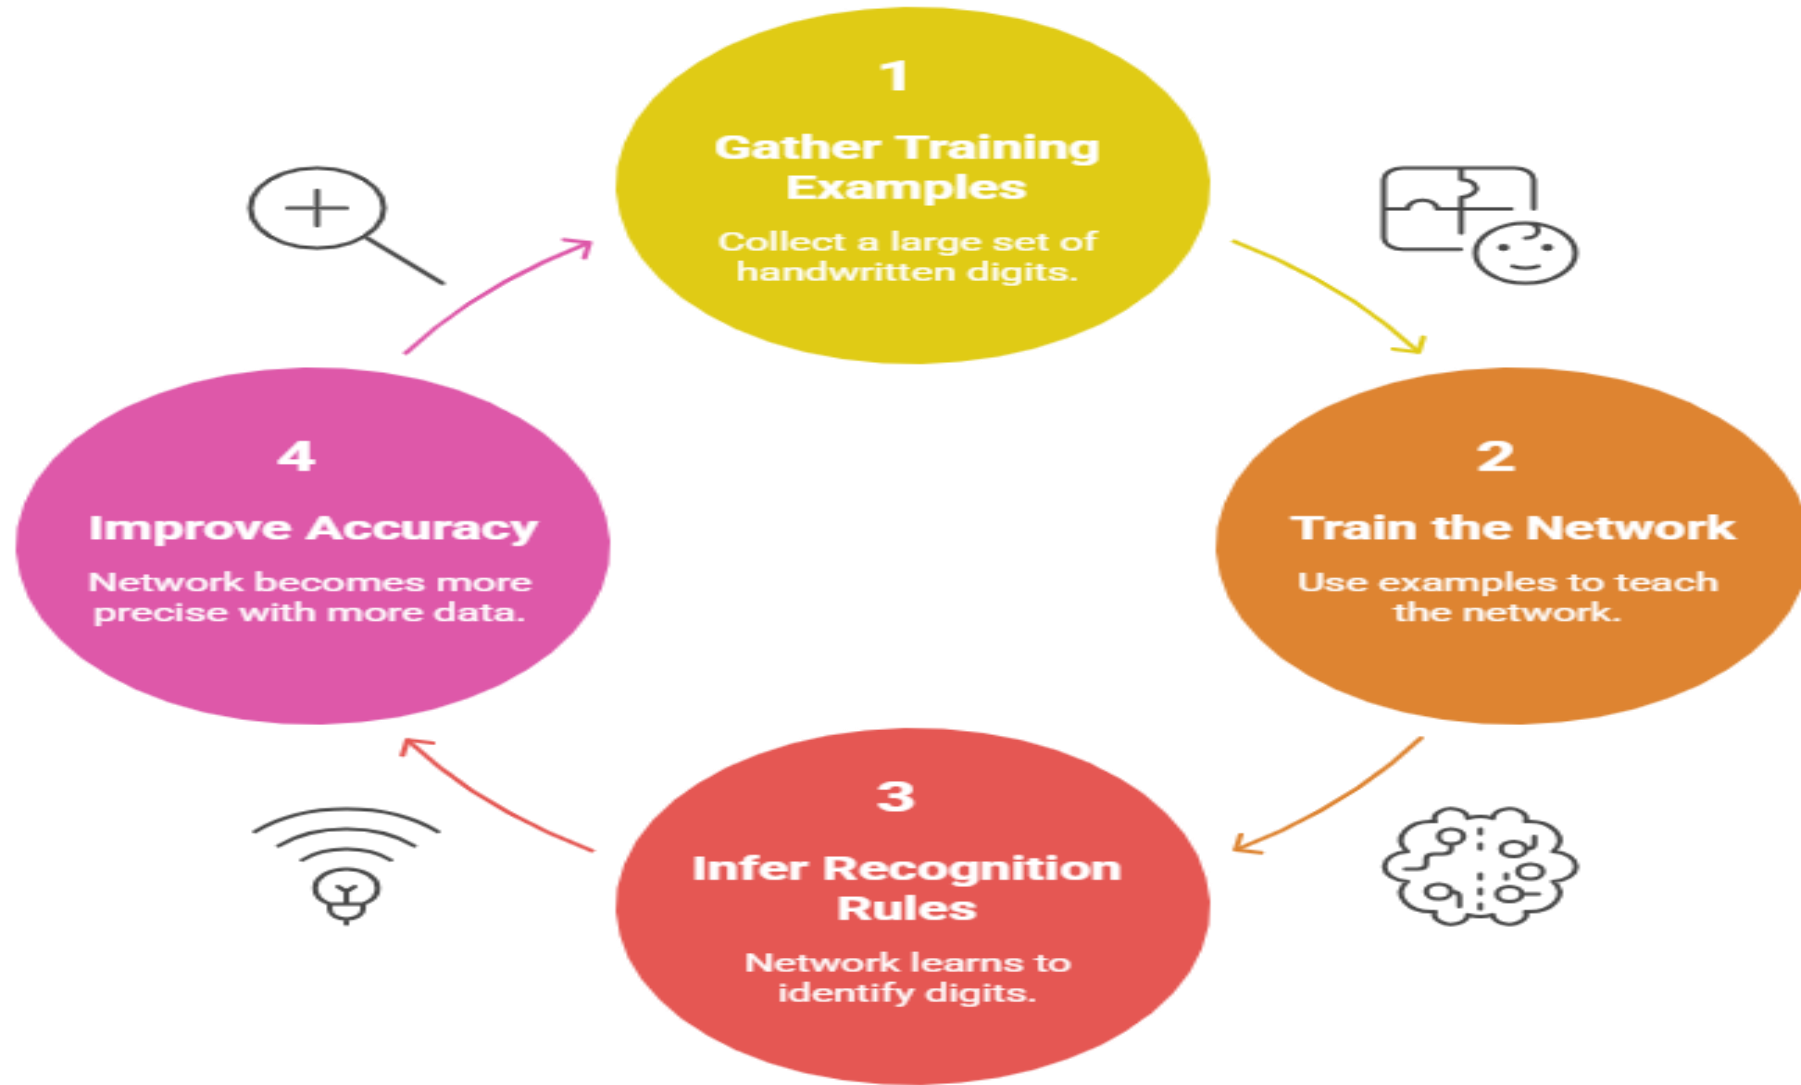 1
Gather Training
Examples
Collect a large set of
handwritten digits.
2
Train the Network
Use examples to teach
the network.
3
Infer Recognition
Rules
Network learns to
identify digits.
4
Improve Accuracy
Network becomes more
precise with more data.